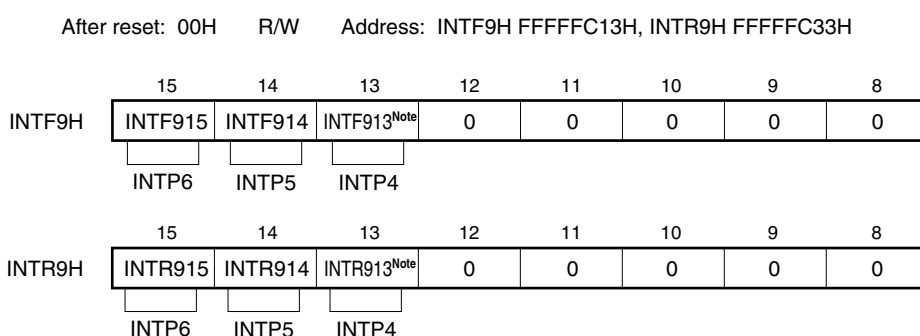 After reset: 00H R/W Address: INTF9H FFFFFC13H, INTR9H FFFFFC33H
15 14 13 12 11 10 9 8
INTF9H INTF915 INTF914 INTF913Note 0 0 0 0 0
INTP6 INTP5 INTP4
15 14 13 12 11 10 9 8
INTR9H INTR915 INTR914 INTR913Note 0 0 0 0 0
INTP6 INTP5 INTP4